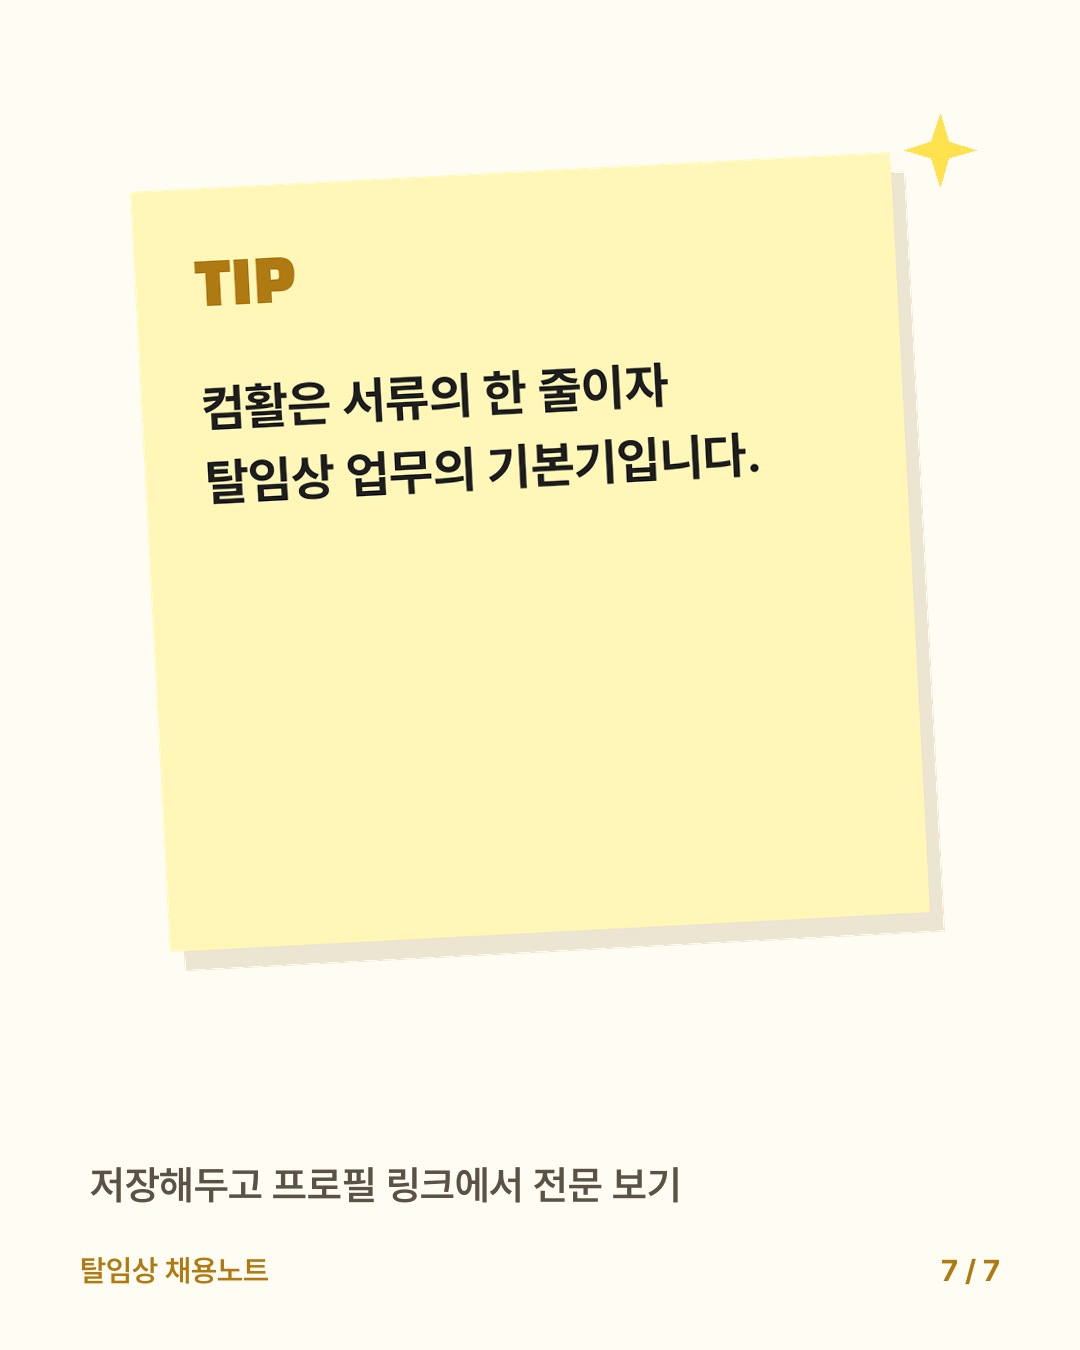 TIP
컴활은 서류의 한 줄이자
탈임상 업무의 기본기입니다.
저장해두고 프로필 링크에서 전문 보기
탈임상 채용노트
7 / 7